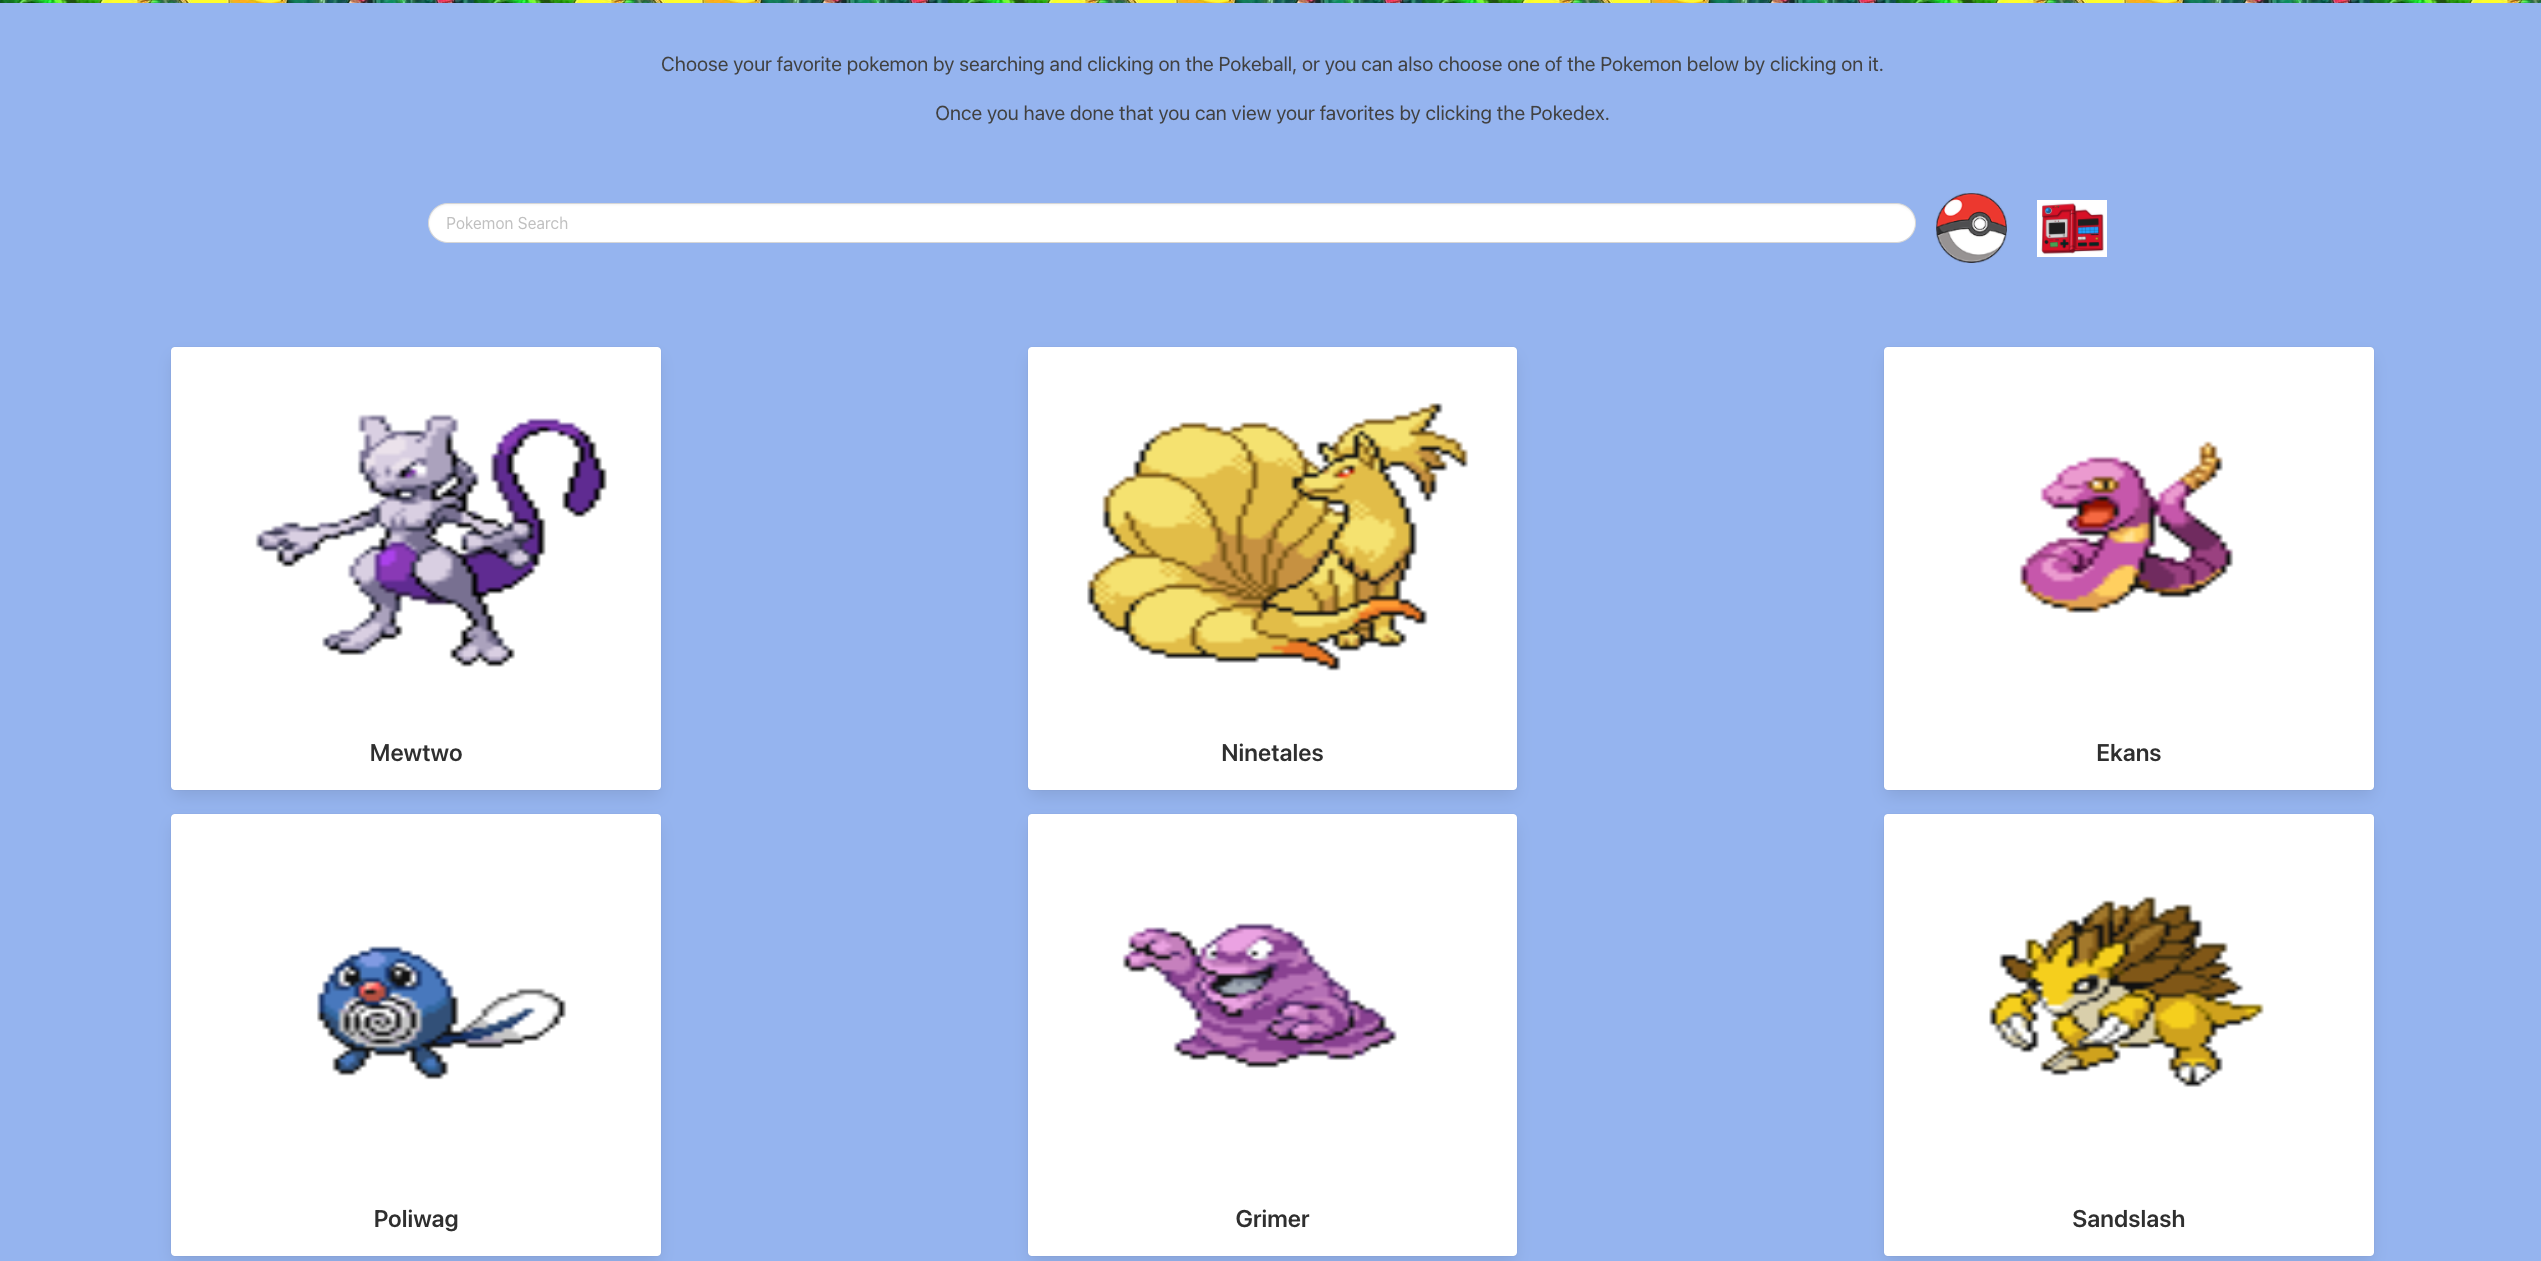 Choose your favorite pokemon by searching and clicking on the Pokeball, or you can also choose one of the Pokemon below by clicking on it.
Once you have done that you can view your favorites by clicking the Pokedex.
Pokemon Search
Mewtwo
Ninetales
Ekans
Poliwag
Grimer
Sandslash